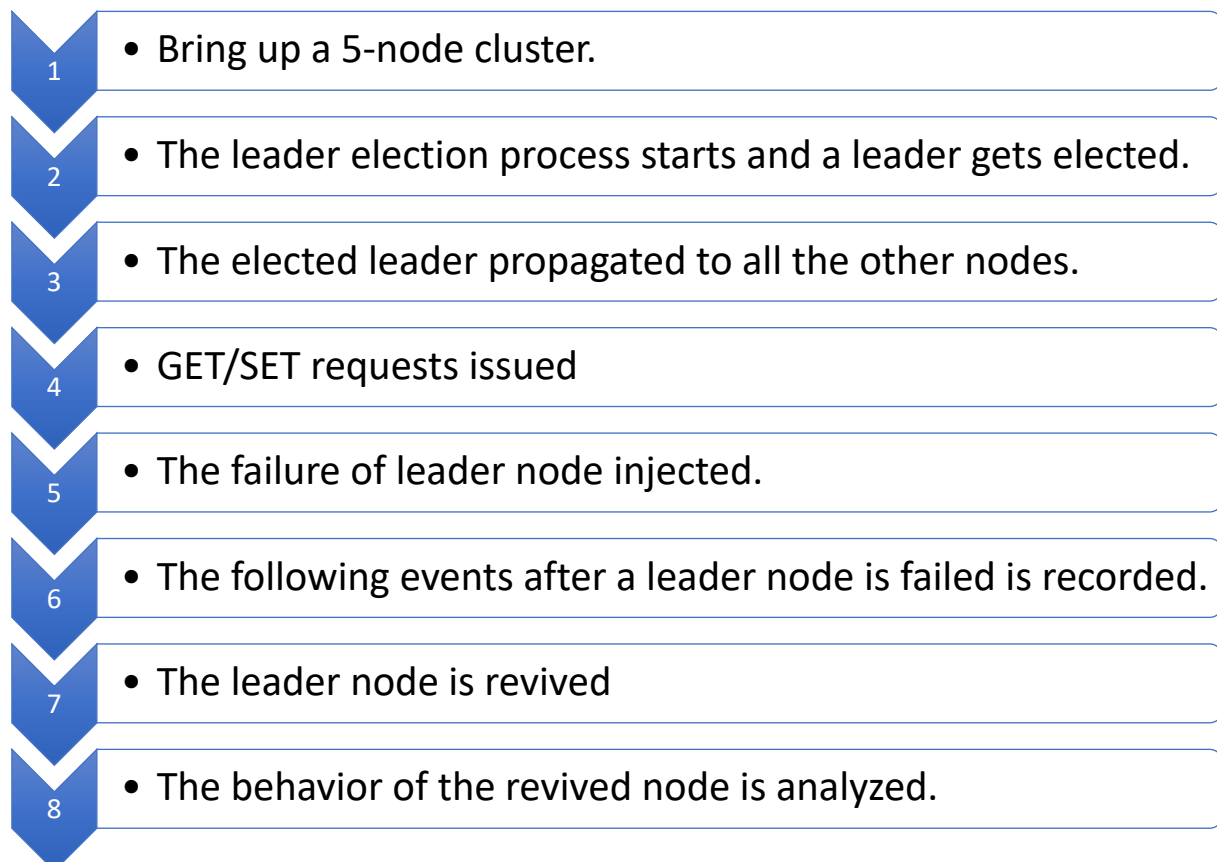 1
• Bring up a 5-node cluster.
2
• The leader election process starts and a leader gets elected.
3
• The elected leader propagated to all the other nodes.
4
• GET/SET requests issued
5
• The failure of leader node injected.
6
• The following events after a leader node is failed is recorded.
7
• The leader node is revived
8
• The behavior of the revived node is analyzed.